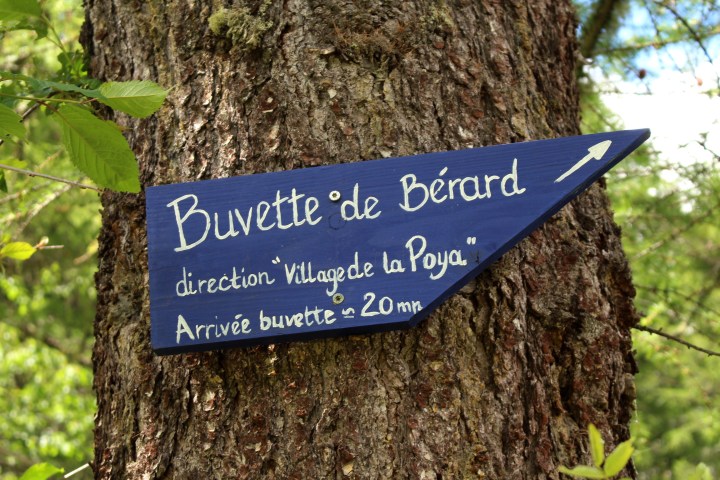 Buvette de Bérard
direction "Village de la Poya"
Arrivée buvette ≈ 20 mn